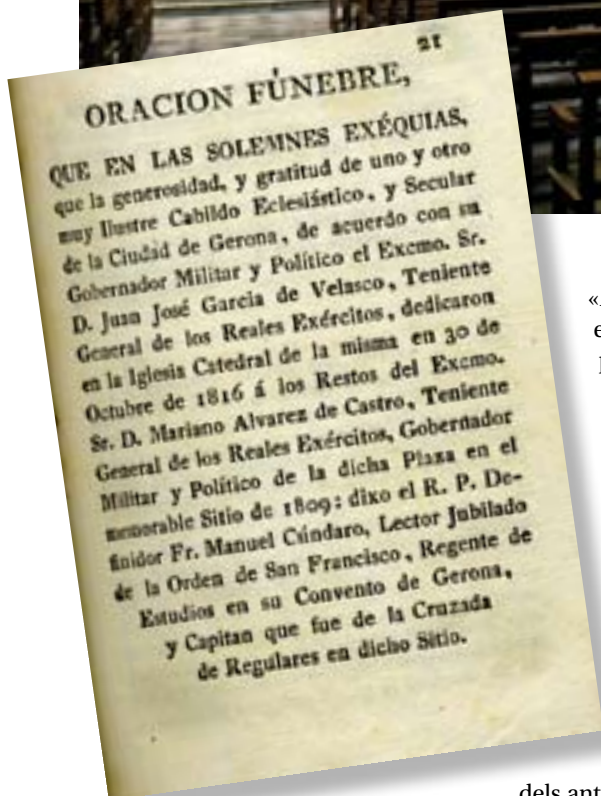 21
ORACION FÚNEBRE,
QUE EN LAS SOLEMNES EXÉQUIAS,
que la generosidad, y gratitud de uno y otro
muy Ilustre Cabildo Eclesiástico, y Secular
de la Ciudad de Gerona, de acuerdo con su
Gobernador Militar y Político el Excmo. Sr.
D. Juan José Garcia de Velasco, Teniente
General de los Reales Exércitos, dedicaron
en la Iglesia Catedral de la misma en 30 de
Octubre de 1816 á los Restos del Excmo.
Sr. D. Mariano Alvarez de Castro, Teniente
General de los Reales Exércitos, Gobernador
Militar y Político de la dicha Plaza en el
memorable Sitio de 1809: dixo el R. P. De-
finidor Fr. Manuel Cúndaro, Lector Jubilado
de la Orden de San Francisco, Regente de
Estudios en su Convento de Gerona,
y Capitan que fue de la Cruzada
de Regulares en dicho Sitio.
dels ant